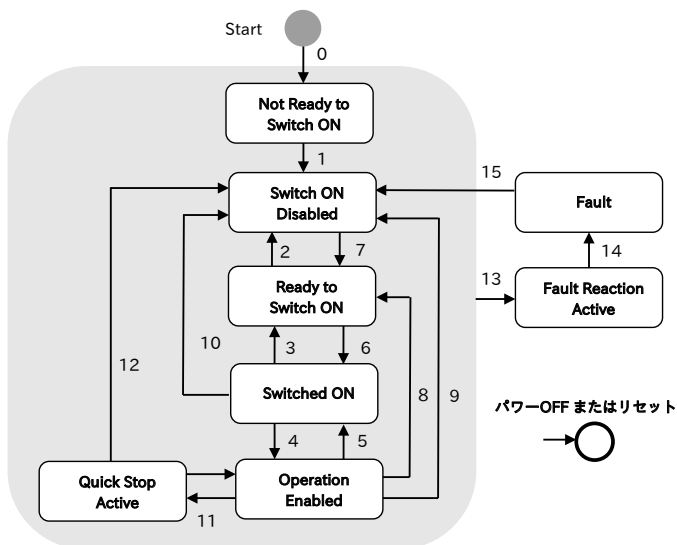 Start
0
Not Ready to
Switch ON
1
Switch ON
Disabled
15
Fault
2
7
14
Ready to
Switch ON
13
Fault Reaction
Active
12
10
3
6
Switched ON
8
9
パワーOFF またはリセット
4
5
Quick Stop
Active
Operation
Enabled
11